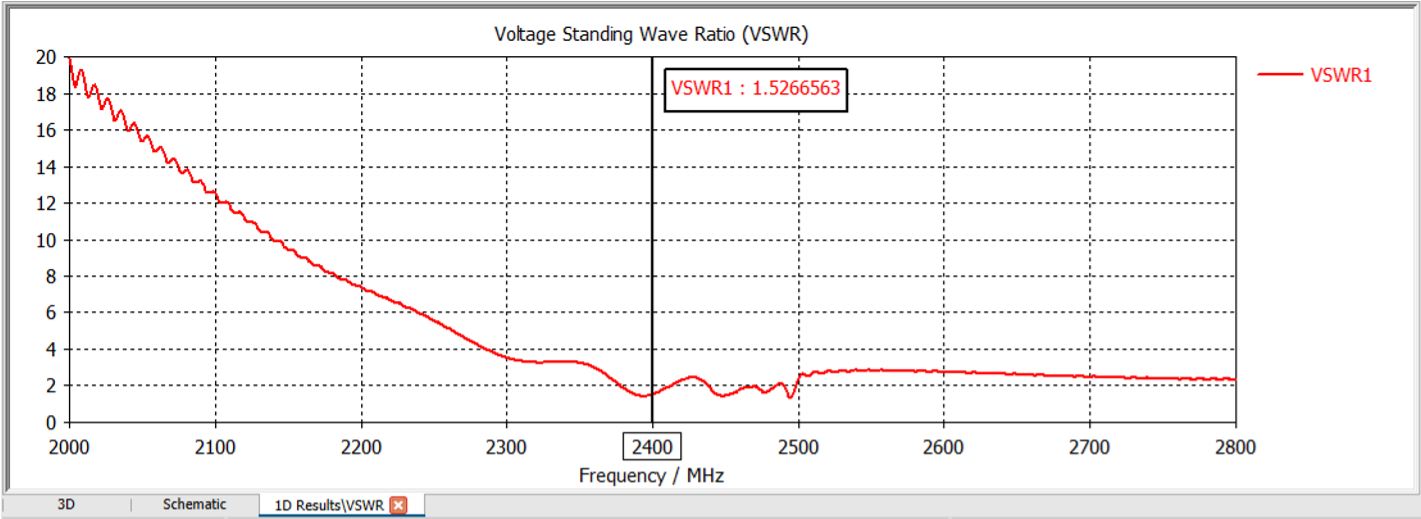 Voltage Standing Wave Ratio (VSWR)
20
18
16
14
12
10
8
6
4
2
0
VSWR1 : 1.5266563
VSWR1
2000 2100 2200 2300 2400 2500 2600 2700 2800
Frequency / MHz
3D Schematic 1D Results\VSWR